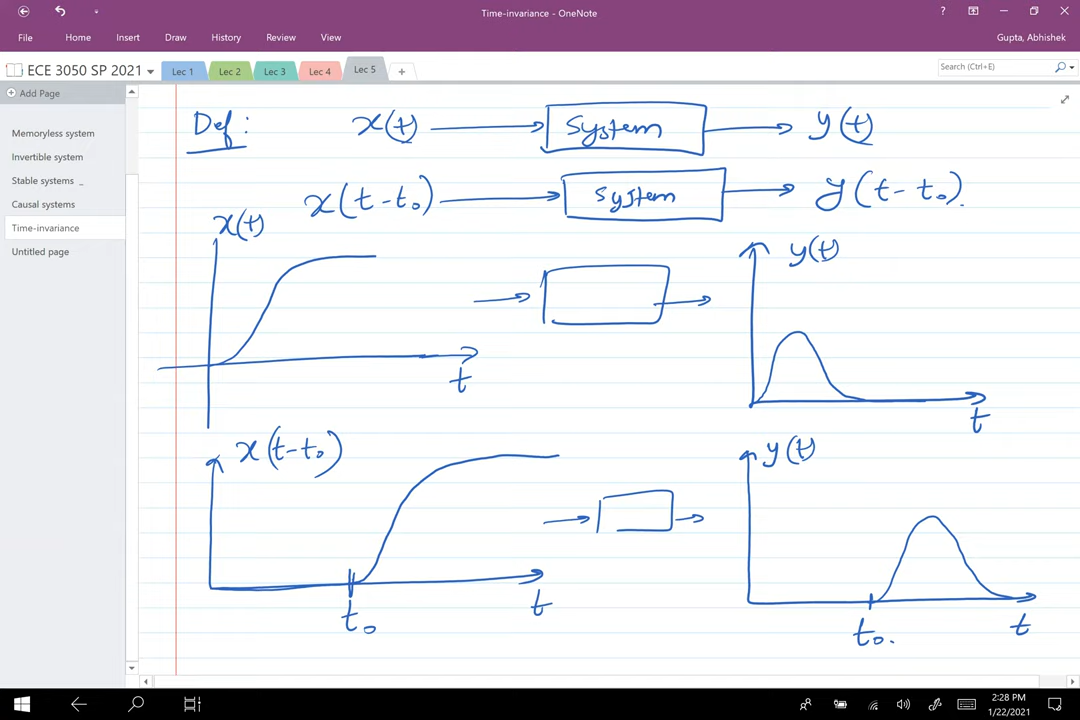 Time-invariance - OneNote
?
File Home Insert Draw History Review View
Gupta, Abhishek
ECE 3050 SP 2021 Lec 1 Lec 2 Lec 3 Lec 4 Lec 5 +
Search (Ctrl+E)
Add Page
Memoryless system
Invertible system
Stable systems _
Causal systems
Time-invariance
Untitled page
Def: x(t) System y(t)
x(t-t₀) System y(t-t₀).
x(t)
y(t)
t
t
x(t-t₀)
y(t)
t₀
t
t₀.
t
2:28 PM
1/22/2021